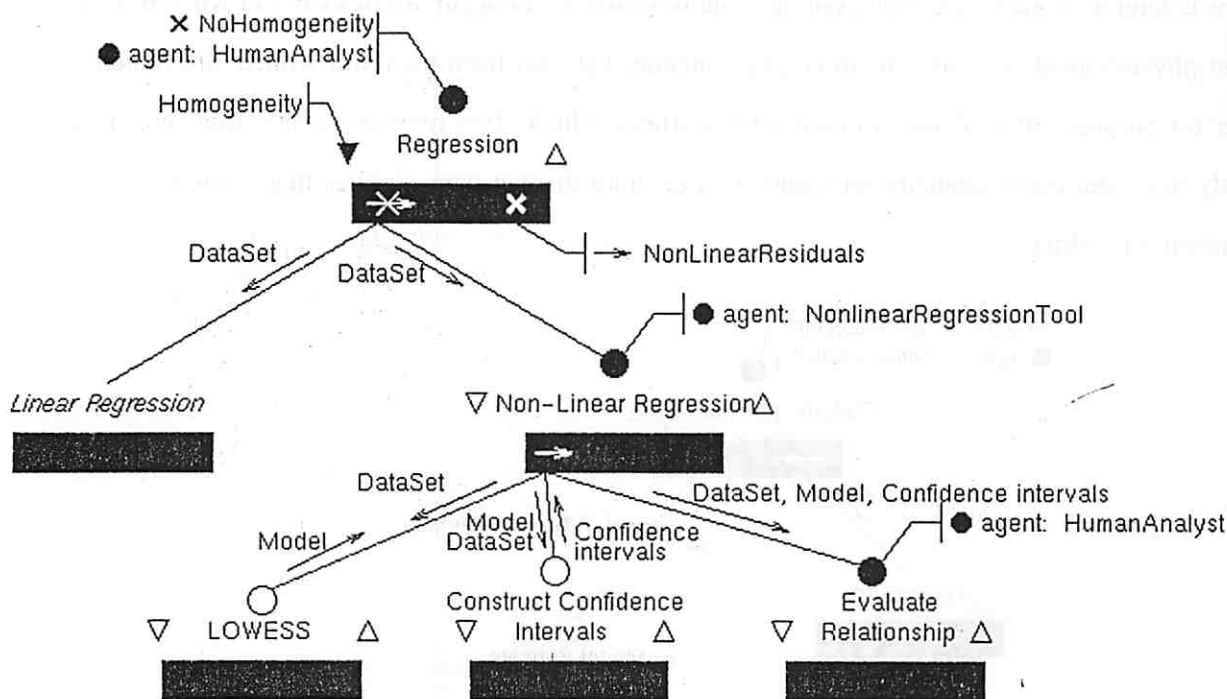 NoHomogeneity
agent: HumanAnalyst
Homogeneity
Regression
DataSet
DataSet
NonLinearResiduals
agent: NonlinearRegressionTool
Linear Regression
Non-Linear Regression
DataSet
DataSet, Model, Confidence intervals
Model
Model
DataSet
Confidence
intervals
agent: HumanAnalyst
LOWESS
Construct Confidence
Intervals
Evaluate
Relationship